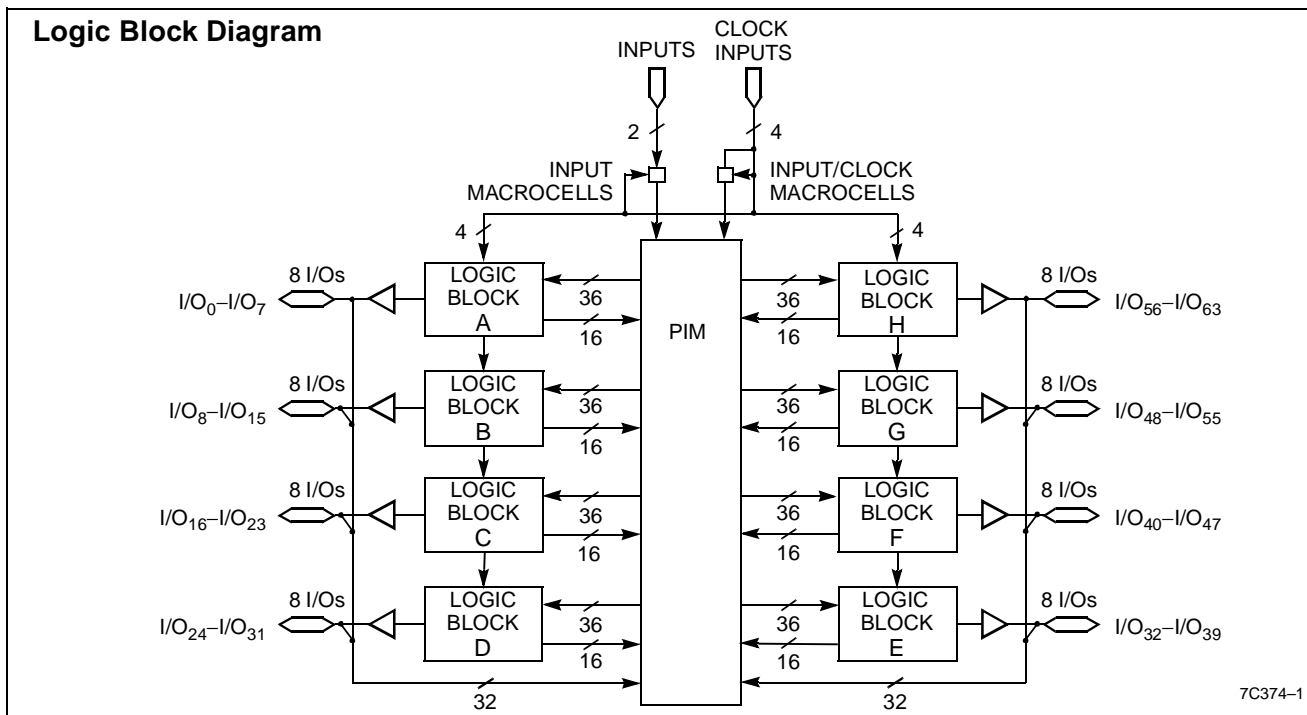 Logic Block Diagram
INPUTS
CLOCK
INPUTS
2
4
INPUT
MACROCELLS
INPUT/CLOCK
MACROCELLS
4
4
8 I/Os
LOGIC
BLOCK
A
36
16
PIM
36
16
LOGIC
BLOCK
H
8 I/Os
I/O0–I/O7
I/O56–I/O63
8 I/Os
LOGIC
BLOCK
B
36
16
36
16
LOGIC
BLOCK
G
8 I/Os
I/O8–I/O15
I/O48–I/O55
8 I/Os
LOGIC
BLOCK
C
36
16
36
16
LOGIC
BLOCK
F
8 I/Os
I/O16–I/O23
I/O40–I/O47
8 I/Os
LOGIC
BLOCK
D
36
16
36
16
LOGIC
BLOCK
E
8 I/Os
I/O24–I/O31
I/O32–I/O39
32
32
7C374–1